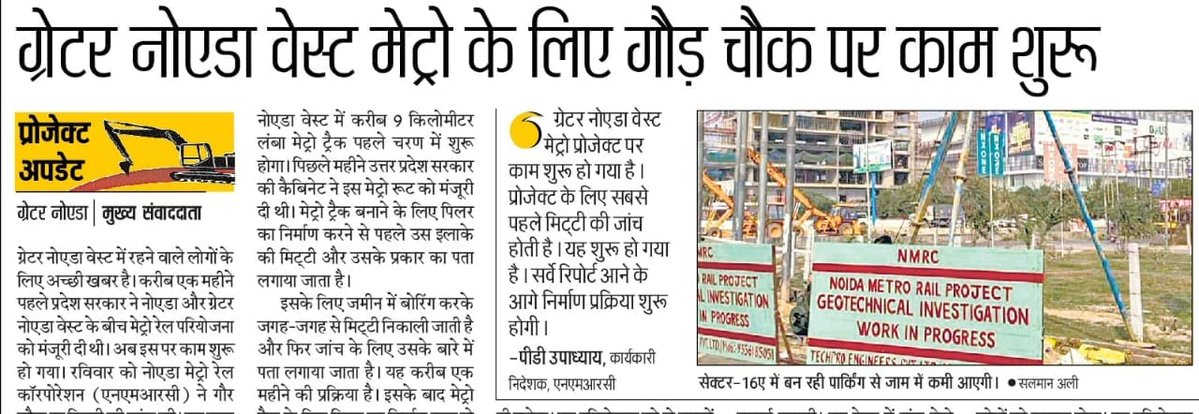 ग्रेटर नोएडा वेस्ट मेट्रो के लिए गौड़ चौक पर काम शुरू
प्रोजेक्ट
अपडेट
ग्रेटर नोएडा | मुख्य संवाददाता
ग्रेटर नोएडा वेस्ट में रहने वाले लोगों के
लिए अच्छी खबर है। करीब एक महीने
पहले प्रदेश सरकार ने नोएडा और ग्रेटर
नोएडा वेस्ट के बीच मेट्रो रेल परियोजना
को मंजूरी दी थी। अब इस पर काम शुरू
हो गया। रविवार को नोएडा मेट्रो रेल
कॉरपोरेशन (एनएमआरसी) ने गौर
नोएडा वेस्ट में करीब 9 किलोमीटर
लंबा मेट्रो ट्रैक पहले चरण में शुरू
होगा। पिछले महीने उत्तर प्रदेश सरकार
की कैबिनेट ने इस मेट्रो रूट को मंजूरी
दी थी। मेट्रो ट्रैक बनाने के लिए पिलर
का निर्माण करने से पहले उस इलाके
की मिट्टी और उसके प्रकार का पता
लगाया जाता है।
इसके लिए जमीन में बोरिंग करके
जगह-जगह से मिट्टी निकाली जाती है
और फिर जांच के लिए उसके बारे में
पता लगाया जाता है। यह करीब एक
महीने की प्रक्रिया है। इसके बाद मेट्रो
ग्रेटर नोएडा वेस्ट
मेट्रो प्रोजेक्ट पर
काम शुरू हो गया है।
प्रोजेक्ट के लिए सबसे
पहले मिट्टी की जांच
होती है। यह शुरू हो गया
है। सर्वे रिपोर्ट आने के
आगे निर्माण प्रक्रिया शुरू
होगी।
-पीडी उपाध्याय, कार्यकारी
निदेशक, एनएमआरसी
MRC
RAIL PROJECT
INVESTIGATION
IN PROGRESS
NMRC
NOIDA METRO RAIL PROJECT
GEOTECHNICAL INVESTIGATION
WORK IN PROGRESS
TECHPRO ENGINEERS
सेक्टर-16ए में बन रही पार्किंग से जाम में कमी आएगी। ● सलमान अली